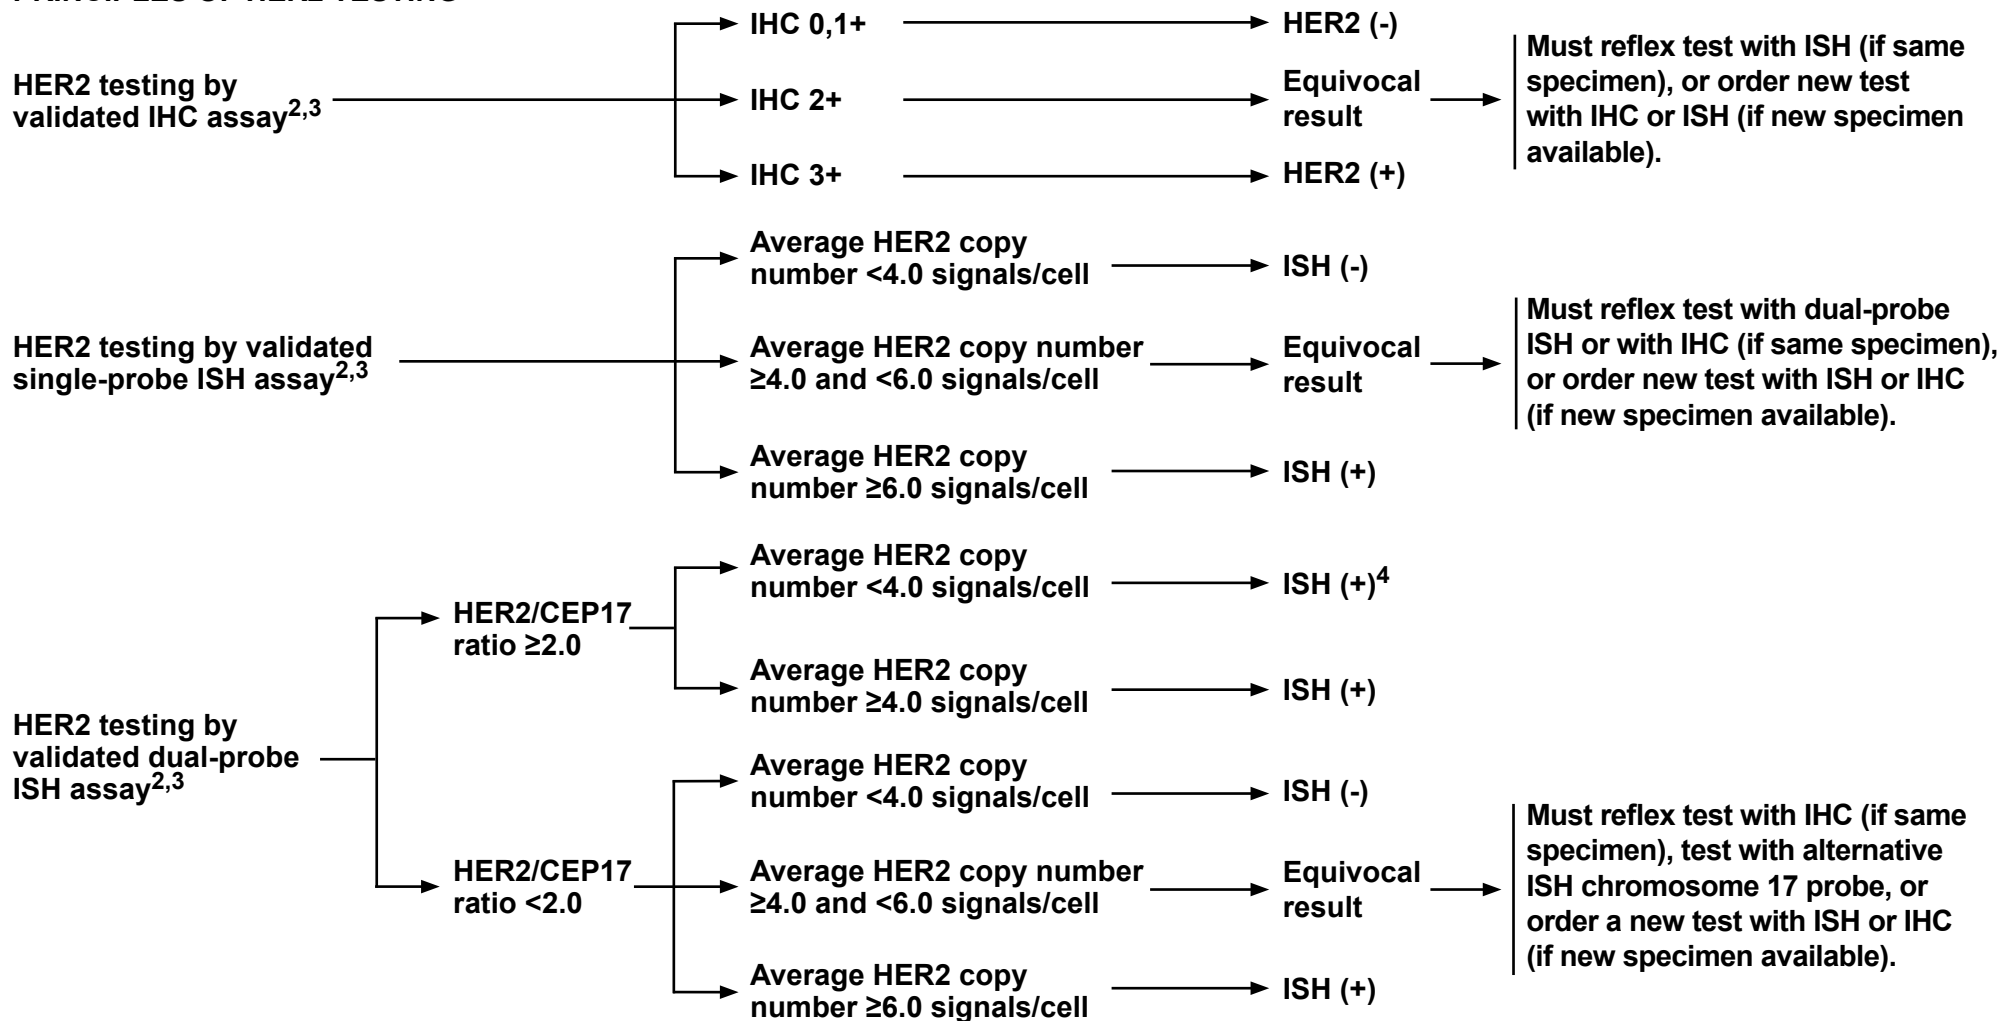 HER2 testing by
validated IHC assay2,3
IHC 0,1+
HER2 (-)
IHC 2+
Equivocal
result
Must reflex test with ISH (if same
specimen), or order new test
with IHC or ISH (if new specimen
available).
IHC 3+
HER2 (+)
HER2 testing by validated
single-probe ISH assay2,3
Average HER2 copy
number <4.0 signals/cell
ISH (-)
Average HER2 copy number
≥4.0 and <6.0 signals/cell
Equivocal
result
Must reflex test with dual-probe
ISH or with IHC (if same specimen),
or order new test with ISH or IHC
(if new specimen available).
Average HER2 copy
number ≥6.0 signals/cell
ISH (+)
HER2 testing by
validated dual-probe
ISH assay2,3
HER2/CEP17
ratio ≥2.0
Average HER2 copy
number <4.0 signals/cell
ISH (+)4
Average HER2 copy
number ≥4.0 signals/cell
ISH (+)
HER2/CEP17
ratio <2.0
Average HER2 copy
number <4.0 signals/cell
ISH (-)
Average HER2 copy number
≥4.0 and <6.0 signals/cell
Equivocal
result
Must reflex test with IHC (if same
specimen), test with alternative
ISH chromosome 17 probe, or
order a new test with ISH or IHC
(if new specimen available).
Average HER2 copy
number ≥6.0 signals/cell
ISH (+)